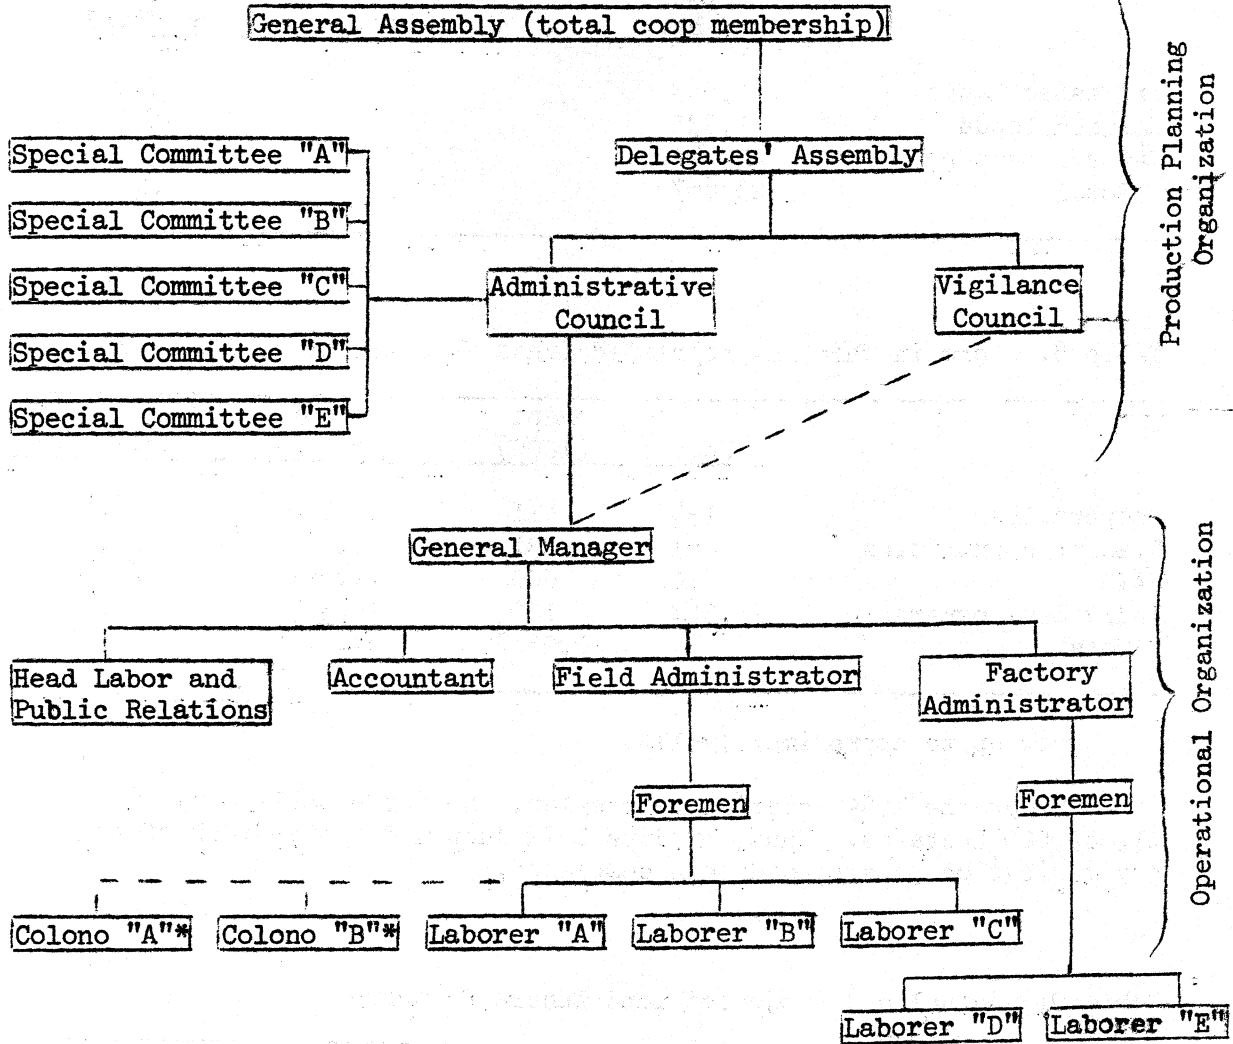 General Assembly (total coop membership)
Special Committee "A"
Delegates' Assembly
Special Committee "B"
Special Committee "C"
Administrative
Council
Vigilance
Council
Special Committee "D"
Special Committee "E"
Production Planning
Organization
General Manager
Head Labor and
Public Relations
Accountant
Field Administrator
Factory
Administrator
Foremen
Foremen
Colono "A"*
Colono "B"*
Laborer "A"
Laborer "B"
Laborer "C"
Laborer "D"
Laborer "E"
Operational Organization